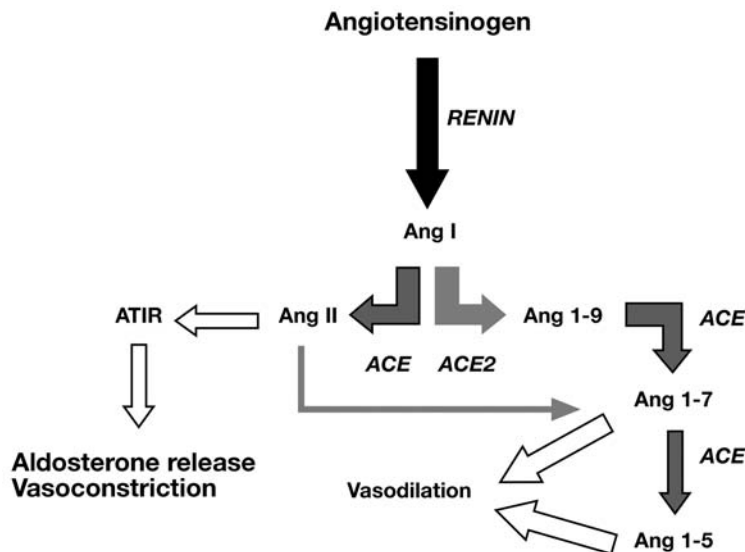 Angiotensinogen
RENIN
Ang I
ATIR
Ang II
Ang 1-9
ACE
ACE
ACE2
Ang 1-7
Aldosterone release
Vasoconstriction
Vasodilation
ACE
Ang 1-5